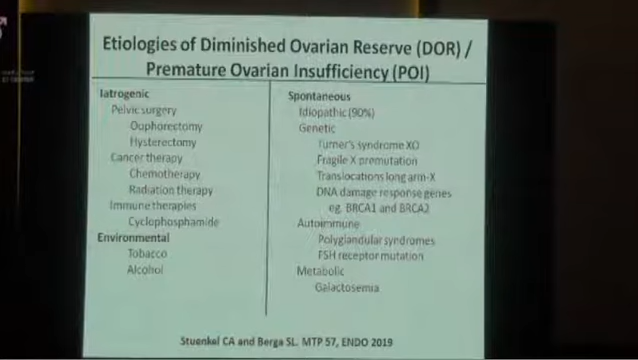 Etiologies of Diminished Ovarian Reserve (DOR) /
Premature Ovarian Insufficiency (POI)
Iatrogenic
Pelvic surgery
Oophorectomy
Hysterectomy
Cancer therapy
Chemotherapy
Radiation therapy
Immune therapies
Cyclophosphamide
Environmental
Tobacco
Alcohol
Spontaneous
Idiopathic (90%)
Genetic
Turner's syndrome XO
Fragile X premutation
Translocations long arm-X
DNA damage response genes
eg. BRCA1 and BRCA2
Autoimmune
Polyglandular syndromes
FSH receptor mutation
Metabolic
Galactosemia
Stuenkel CA and Berga SL. MTP 57, ENDO 2019